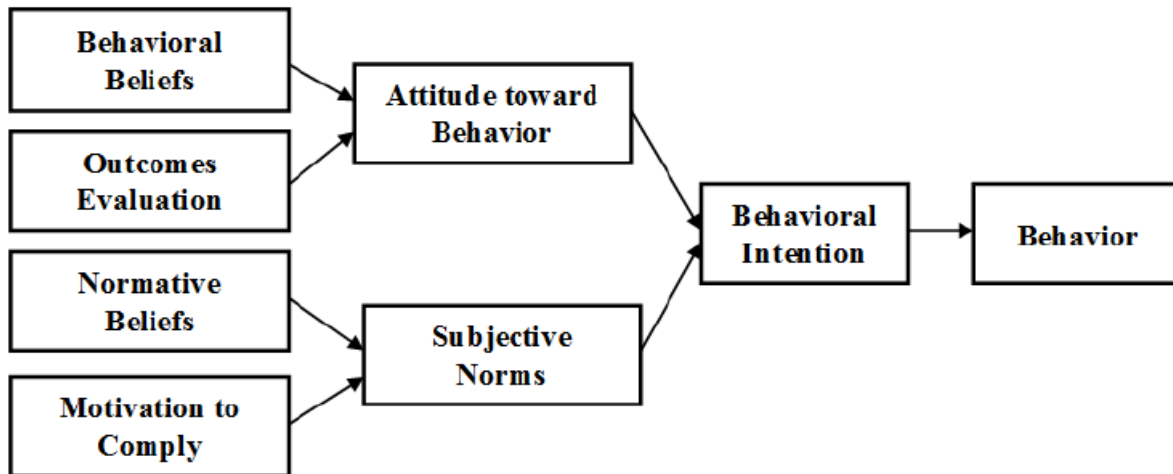 Behavioral
Beliefs
Outcomes
Evaluation
Normative
Beliefs
Motivation to
Comply
Attitude toward
Behavior
Subjective
Norms
Behavioral
Intention
Behavior